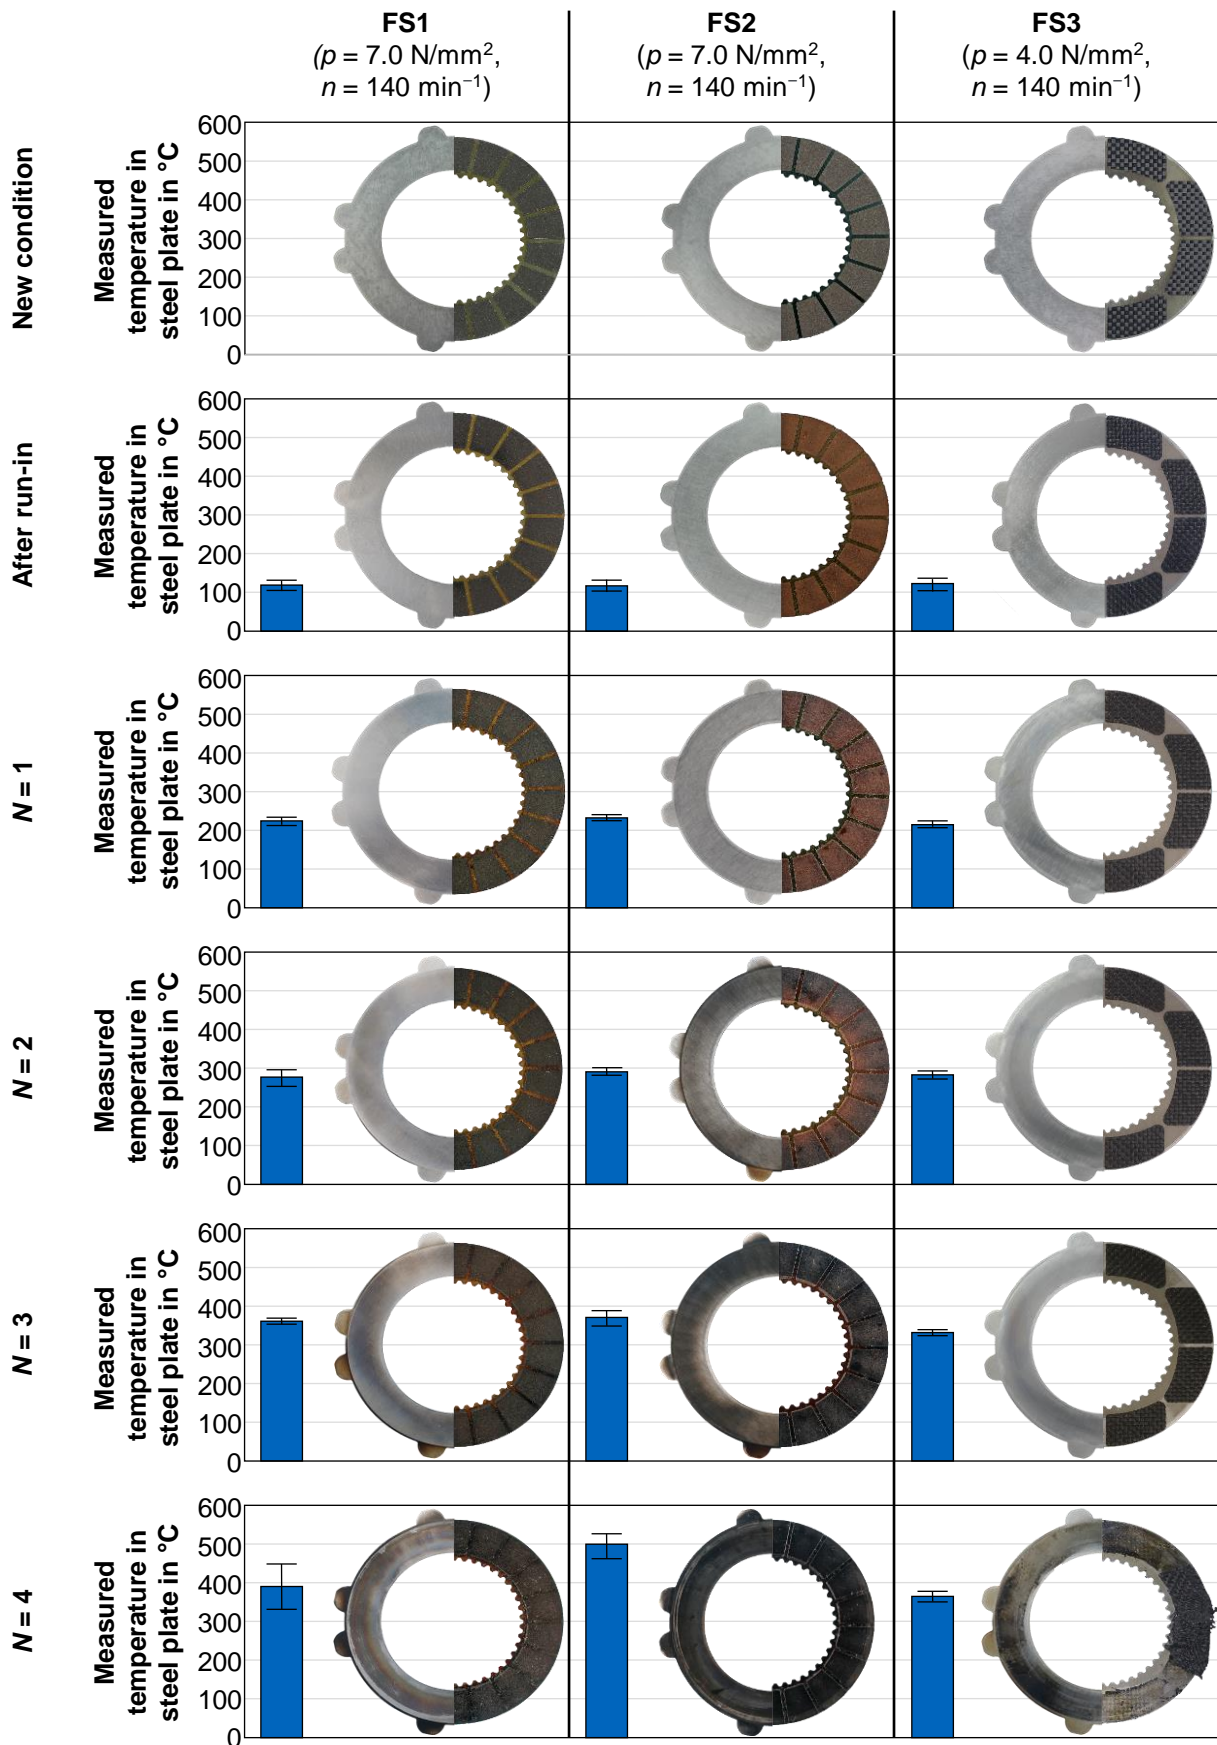 FS1
(p = 7.0 N/mm²,
n = 140 min⁻¹)
FS2
(p = 7.0 N/mm²,
n = 140 min⁻¹)
FS3
(p = 4.0 N/mm²,
n = 140 min⁻¹)
New condition
Measured
temperature in
steel plate in °C
600
500
400
300
200
100
0
After run-in
Measured
temperature in
steel plate in °C
600
500
400
300
200
100
0
N = 1
Measured
temperature in
steel plate in °C
600
500
400
300
200
100
0
N = 2
Measured
temperature in
steel plate in °C
600
500
400
300
200
100
0
N = 3
Measured
temperature in
steel plate in °C
600
500
400
300
200
100
0
N = 4
Measured
temperature in
steel plate in °C
600
500
400
300
200
100
0